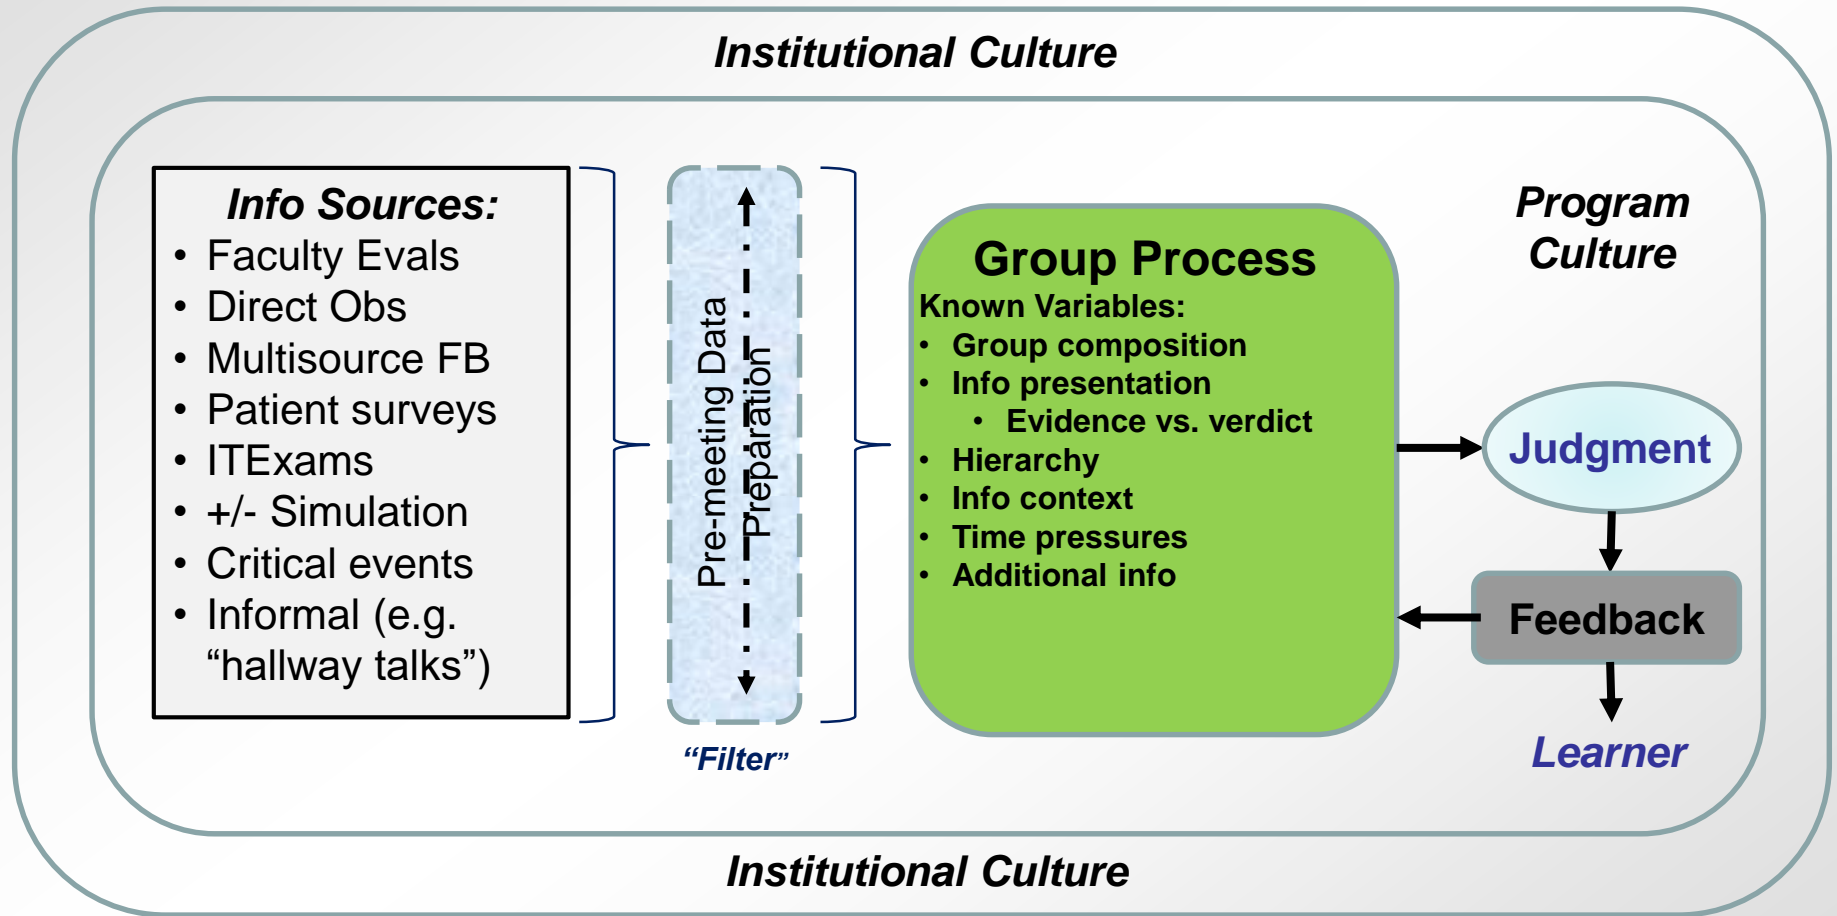 Institutional Culture
Info Sources:
• Faculty Evals
• Direct Obs
• Multisource FB
• Patient surveys
• ITExams
• +/- Simulation
• Critical events
• Informal (e.g.
“hallway talks”)
Pre-meeting Data
Preparation
“Filter”
Group Process
Known Variables:
• Group composition
• Info presentation
• Evidence vs. verdict
• Hierarchy
• Info context
• Time pressures
• Additional info
Program
Culture
Judgment
Feedback
Learner
Institutional Culture